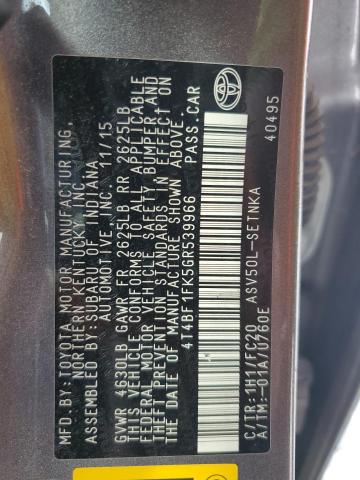 MFD.BY: TOYOTA MOTOR MANUFACTURING,
NORTHERN KENTUCKY, INC.
ASSEMBLED BY: SUBARU OF INDIANA
AUTOMOTIVE, INC. 11/15
GVWR 4630LB GAWR FR 2625LB RR 2625LB
THIS VEHICLE CONFORMS TO ALL APPLICABLE
FEDERAL MOTOR VEHICLE SAFETY, BUMPER AND
THEFT PREVENTION STANDARDS IN EFFECT ON
THE DATE OF MANUFACTURE SHOWN ABOVE.
4T4BF1FK5GR539966 PASS.CAR
C/TR:1H1/FC20 ASV50L-SETNKA
A/TM:-01A/U760E 40495
TOYOTA